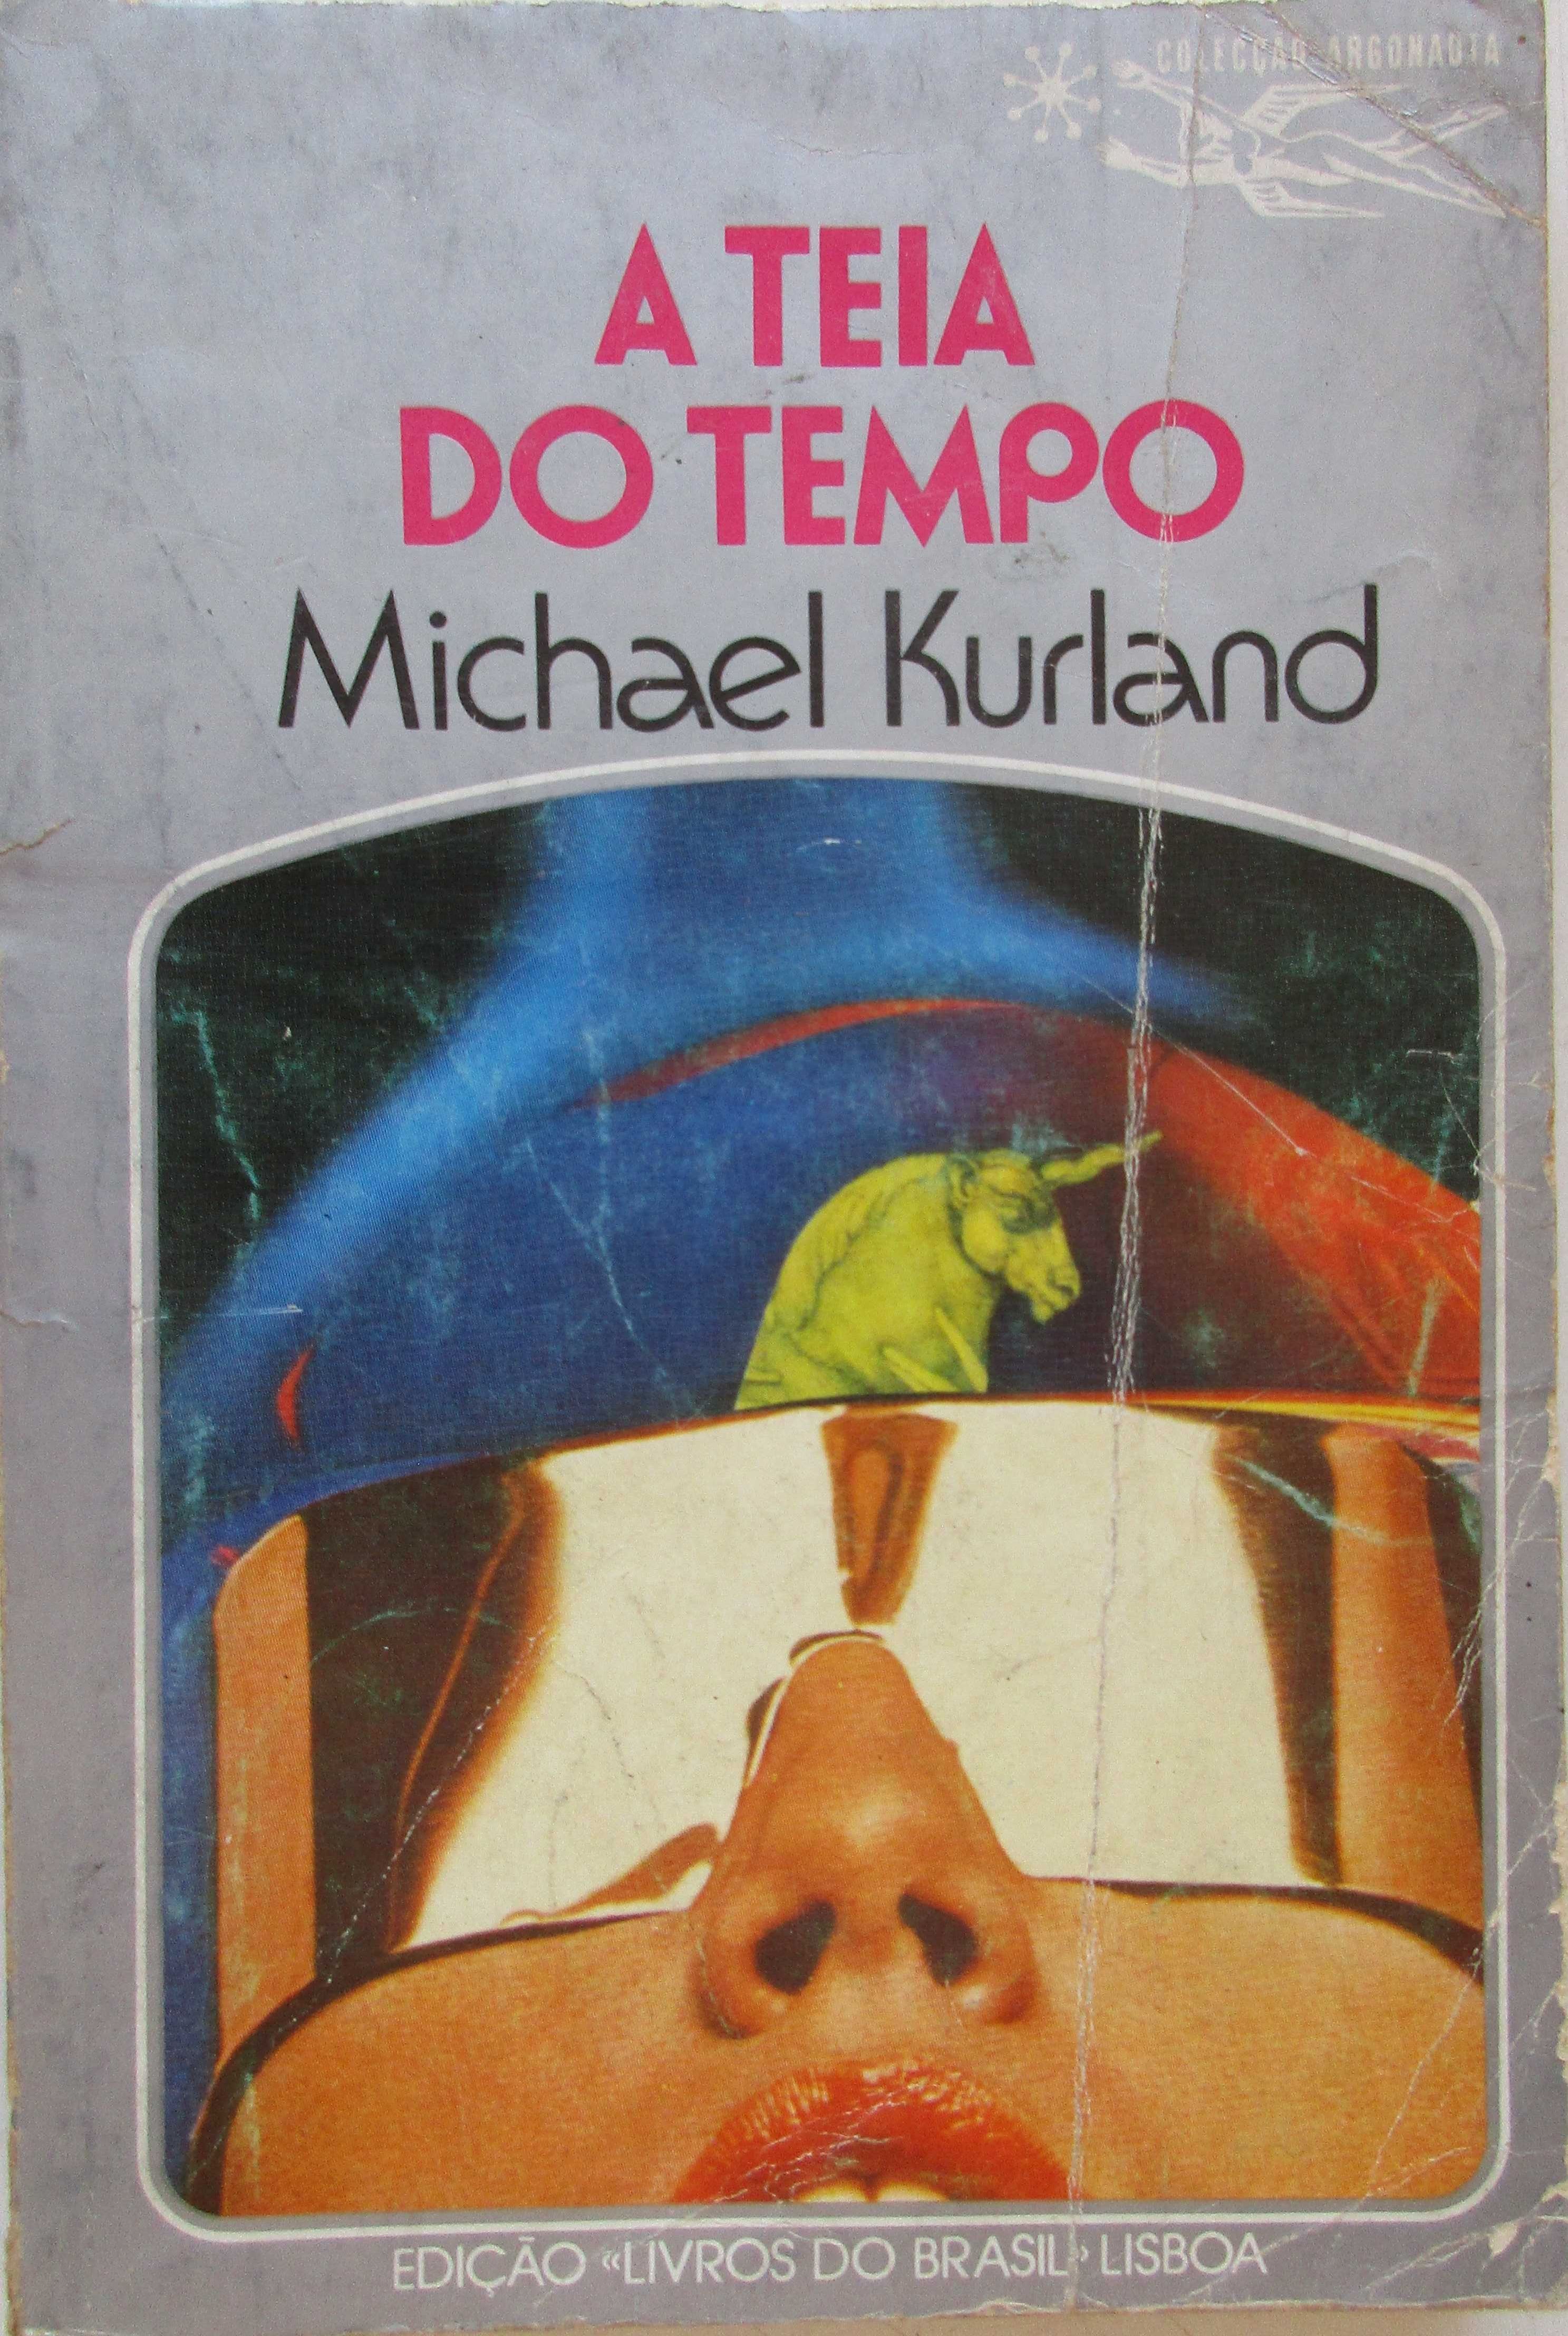 COLECÇÃO ARGONAUTA
A TEIA
DO TEMPO
Michael Kurland
EDIÇÃO «LIVROS DO BRASIL» LISBOA